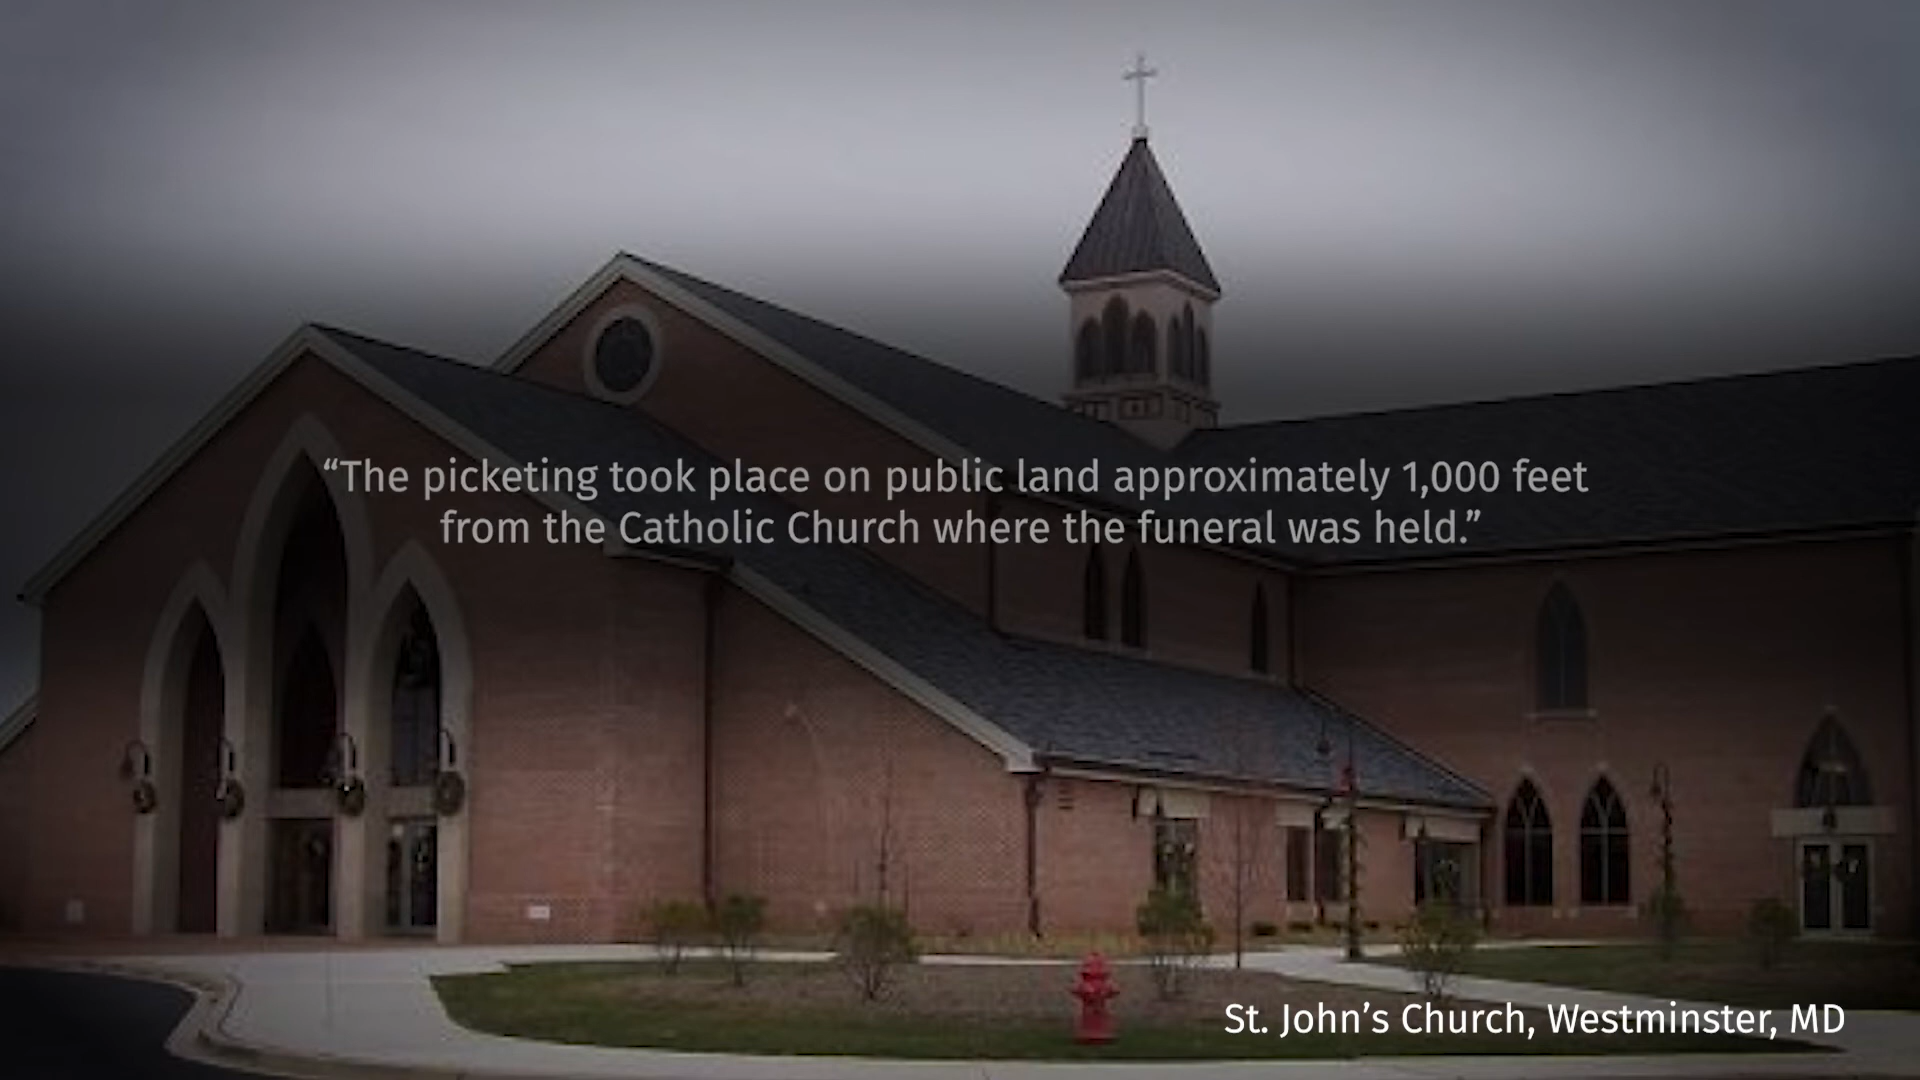 “The picketing took place on public land approximately 1,000 feet
from the Catholic Church where the funeral was held.”
St. John’s Church, Westminster, MD